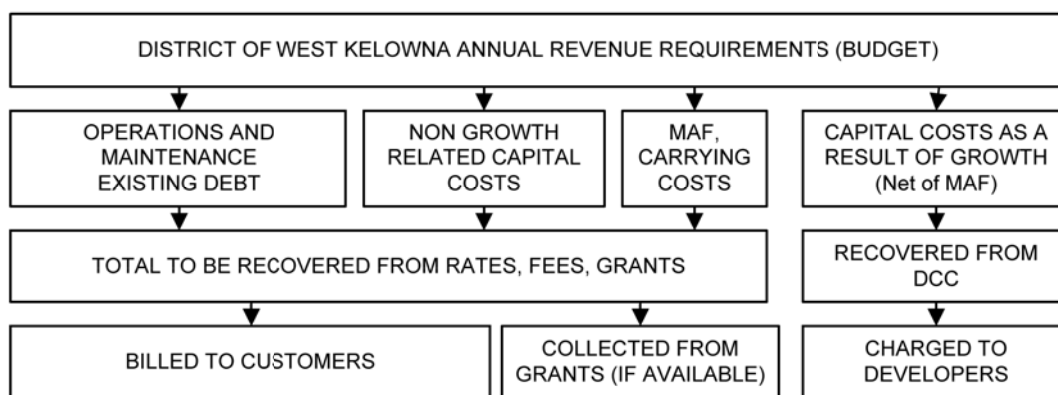 DISTRICT OF WEST KELOWNA ANNUAL REVENUE REQUIREMENTS (BUDGET)
OPERATIONS AND
MAINTENANCE
EXISTING DEBT
NON GROWTH
RELATED CAPITAL
COSTS
MAF,
CARRYING
COSTS
CAPITAL COSTS AS A
RESULT OF GROWTH
(Net of MAF)
TOTAL TO BE RECOVERED FROM RATES, FEES, GRANTS
RECOVERED FROM
DCC
BILLED TO CUSTOMERS
COLLECTED FROM
GRANTS (IF AVAILABLE)
CHARGED TO
DEVELOPERS